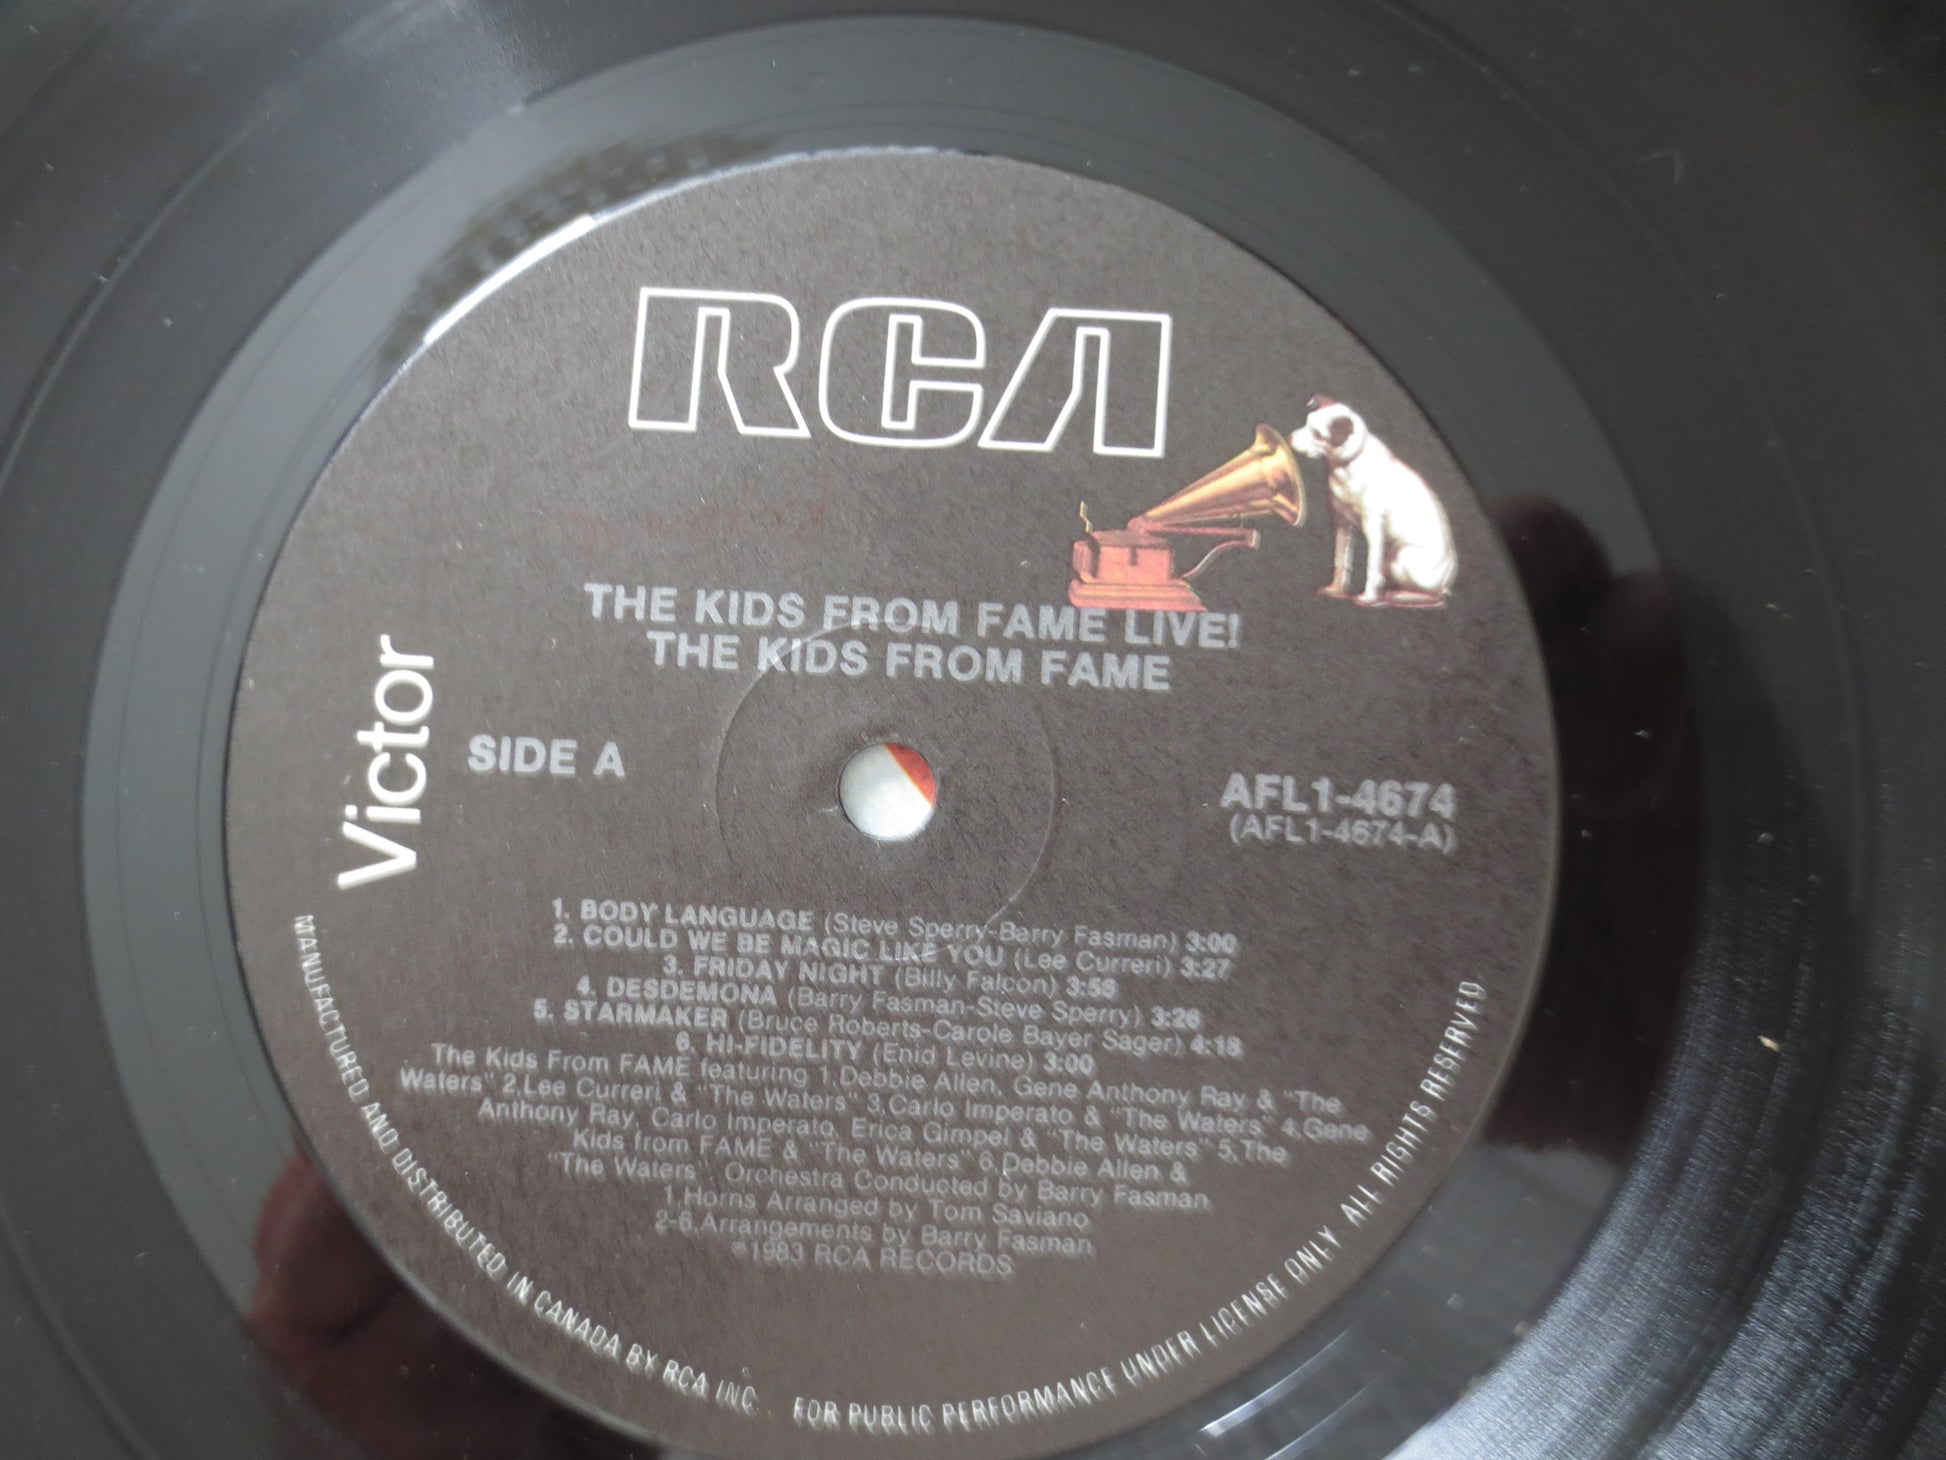 RCA
THE KIDS FROM FAME LIVE!
THE KIDS FROM FAME
Victor
SIDE A
AFL1-4674
(AFL1-4674-A)
1. BODY LANGUAGE (Steve Sperry-Barry Fasman) 3:00
2. COULD WE BE MAGIC LIKE YOU (Lee Curreri) 3:27
3. FRIDAY NIGHT (Billy Falcon) 3:56
4. DESDEMONA (Barry Fasman-Steve Sperry) 3:26
5. STARMAKER (Bruce Roberts-Carole Bayer Sager) 4:18
6. HI-FIDELITY (Enid Levine) 3:00
The Kids From FAME featuring 1.Debbie Allen, Gene Anthony Ray & "The
Waters" 2.Lee Curreri & "The Waters" 3.Carlo Imperato & "The Waters" 4.Gene
Anthony Ray, Carlo Imperato, Erica Gimpel & "The Waters" 5.The
Kids from FAME & "The Waters" 6.Debbie Allen &
"The Waters" Orchestra Conducted by Barry Fasman
1.Horns Arranged by Tom Saviano
2-6.Arrangements by Barry Fasman
℗1983 RCA RECORDS
MANUFACTURED AND DISTRIBUTED IN CANADA BY RCA INC. FOR PUBLIC PERFORMANCE UNDER LICENSE ONLY. ALL RIGHTS RESERVED.